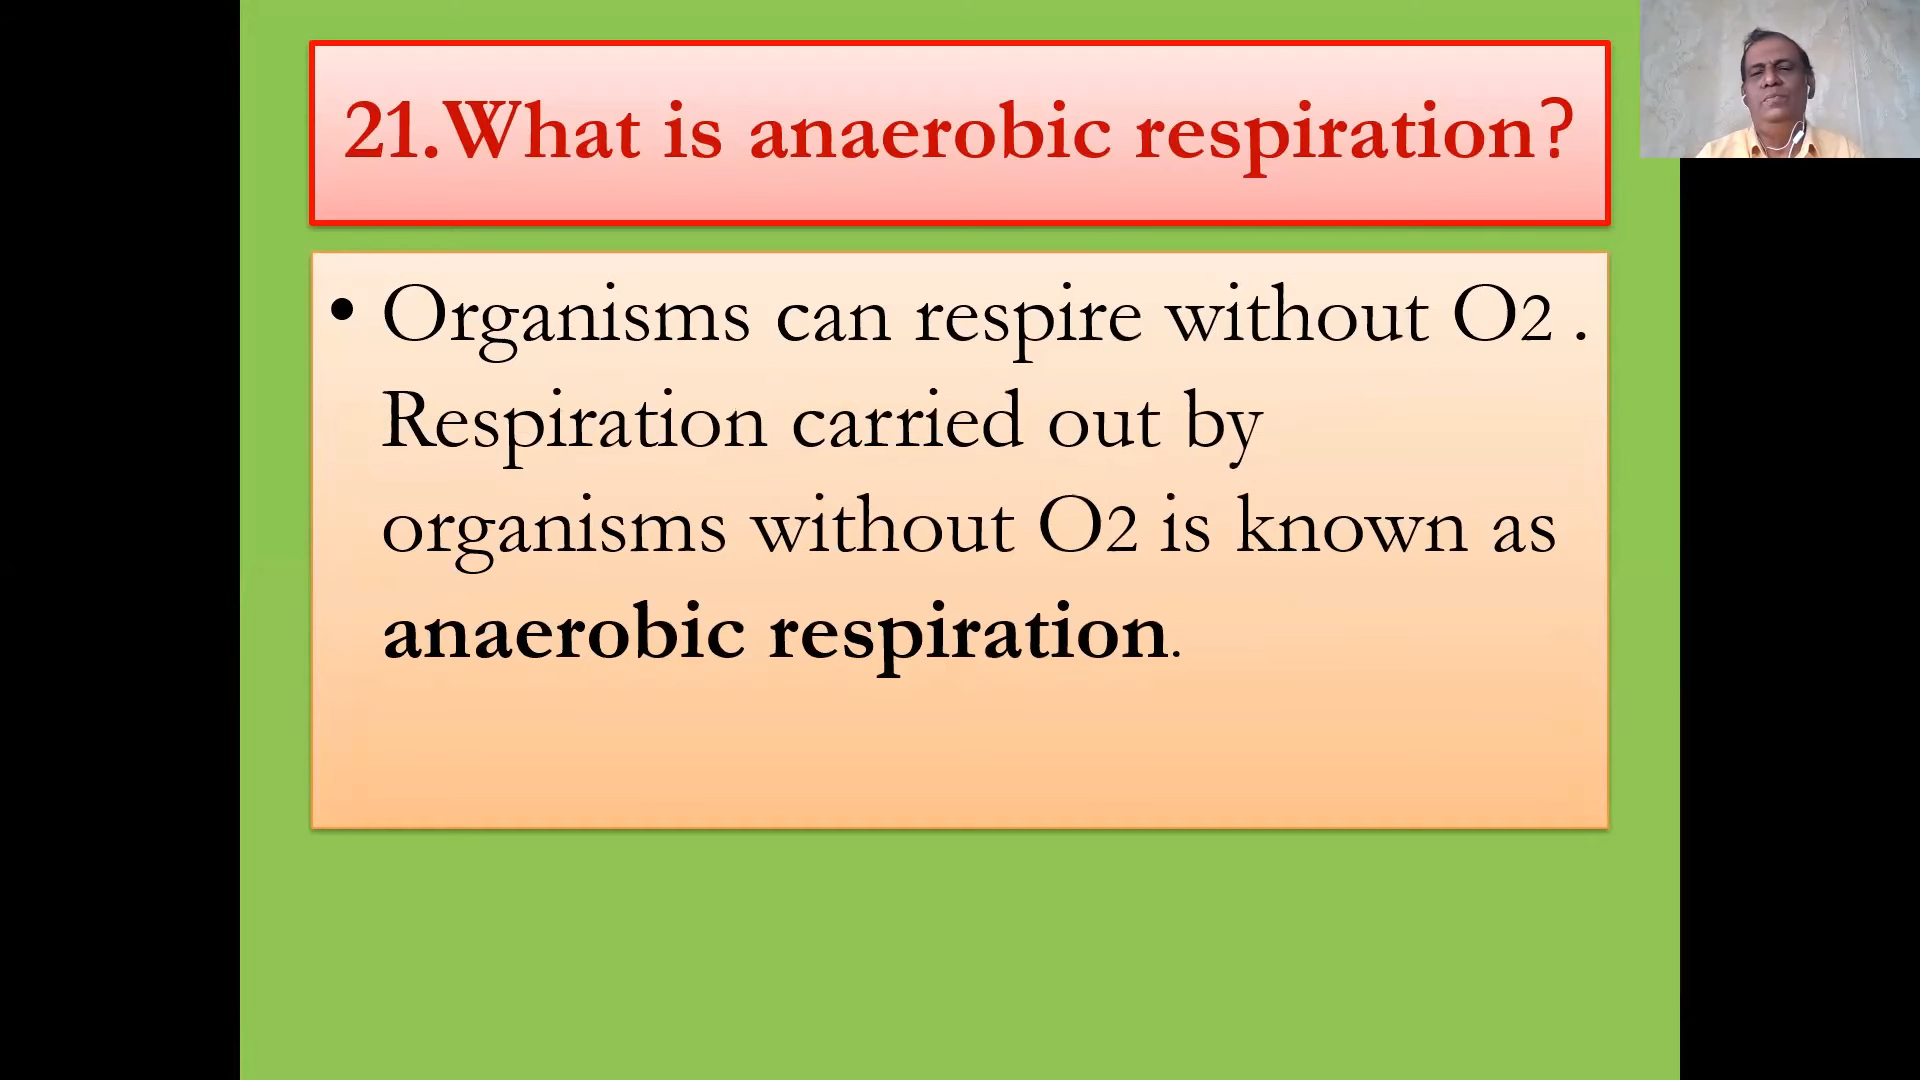 21.What is anaerobic respiration?
• Organisms can respire without O2 .
Respiration carried out by
organisms without O2 is known as
anaerobic respiration.